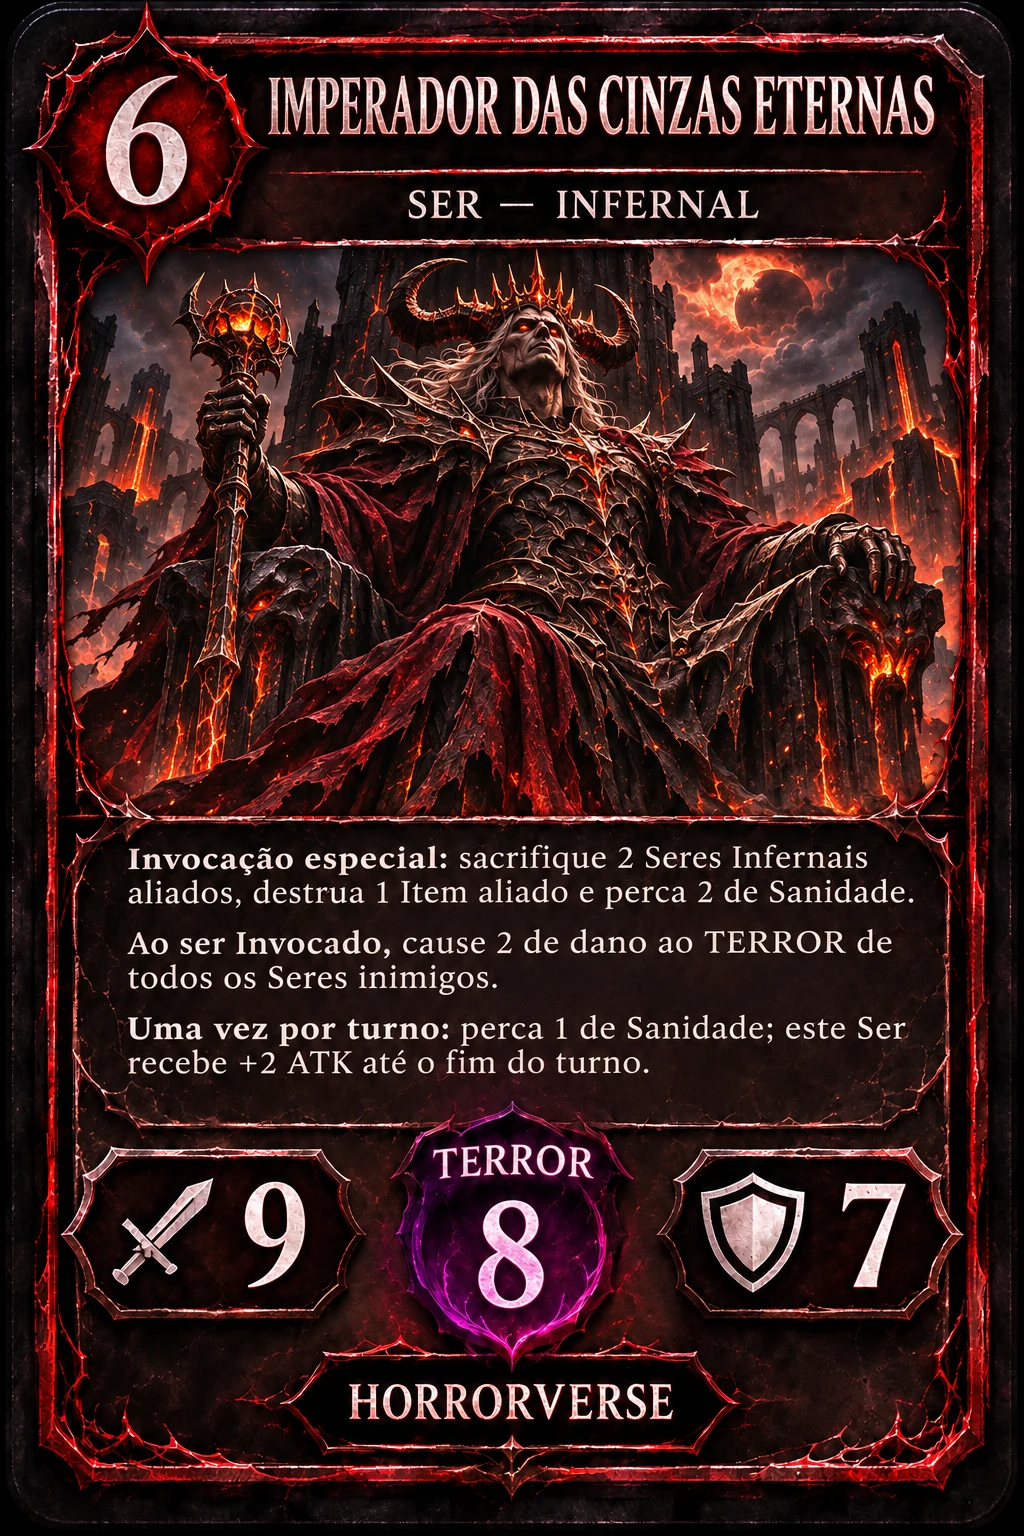 6
IMPERADOR DAS CINZAS ETERNAS
SER — INFERNAL
Invocação especial: sacrifique 2 Seres Infernais
aliados, destrua 1 Item aliado e perca 2 de Sanidade.
Ao ser Invocado, cause 2 de dano ao TERROR de
todos os Seres inimigos.
Uma vez por turno: perca 1 de Sanidade; este Ser
recebe +2 ATK até o fim do turno.
TERROR
9
8
7
HORRORVERSE